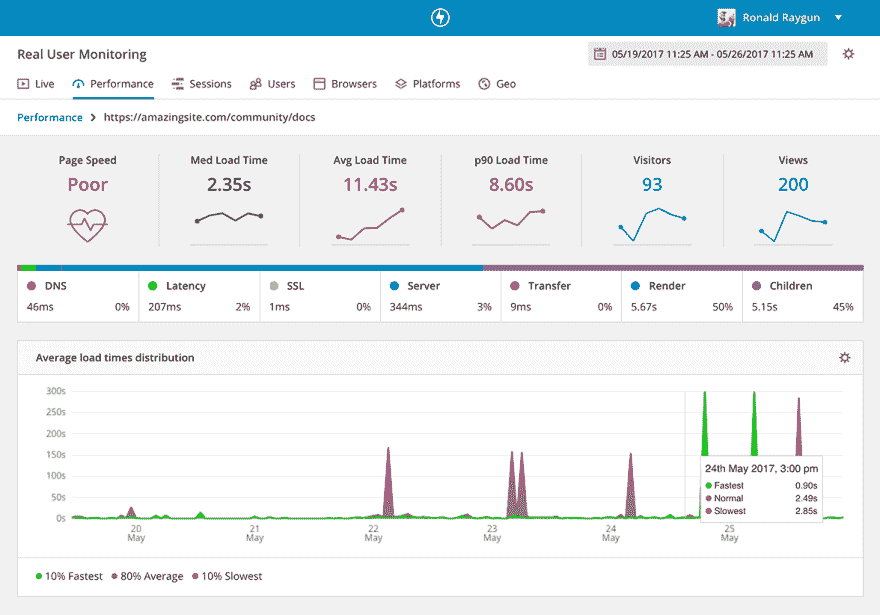 Ronald Raygun
Real User Monitoring
05/19/2017 11:25 AM - 05/26/2017 11:25 AM
Live Performance Sessions Users Browsers Platforms Geo
Performance > https://amazingsite.com/community/docs
Page Speed Med Load Time Avg Load Time p90 Load Time Visitors Views
Poor 2.35s 11.43s 8.60s 93 200
DNS Latency SSL Server Transfer Render Children
46ms 0% 207ms 2% 1ms 0% 344ms 3% 9ms 0% 5.67s 50% 5.15s 45%
Average load times distribution
300s
250s
200s
150s
100s
50s
0s
24th May 2017, 3:00 pm
Fastest 0.90s
Normal 2.49s
Slowest 2.85s
20 21 22 23 24 25
May May May May May May
10% Fastest 80% Average 10% Slowest